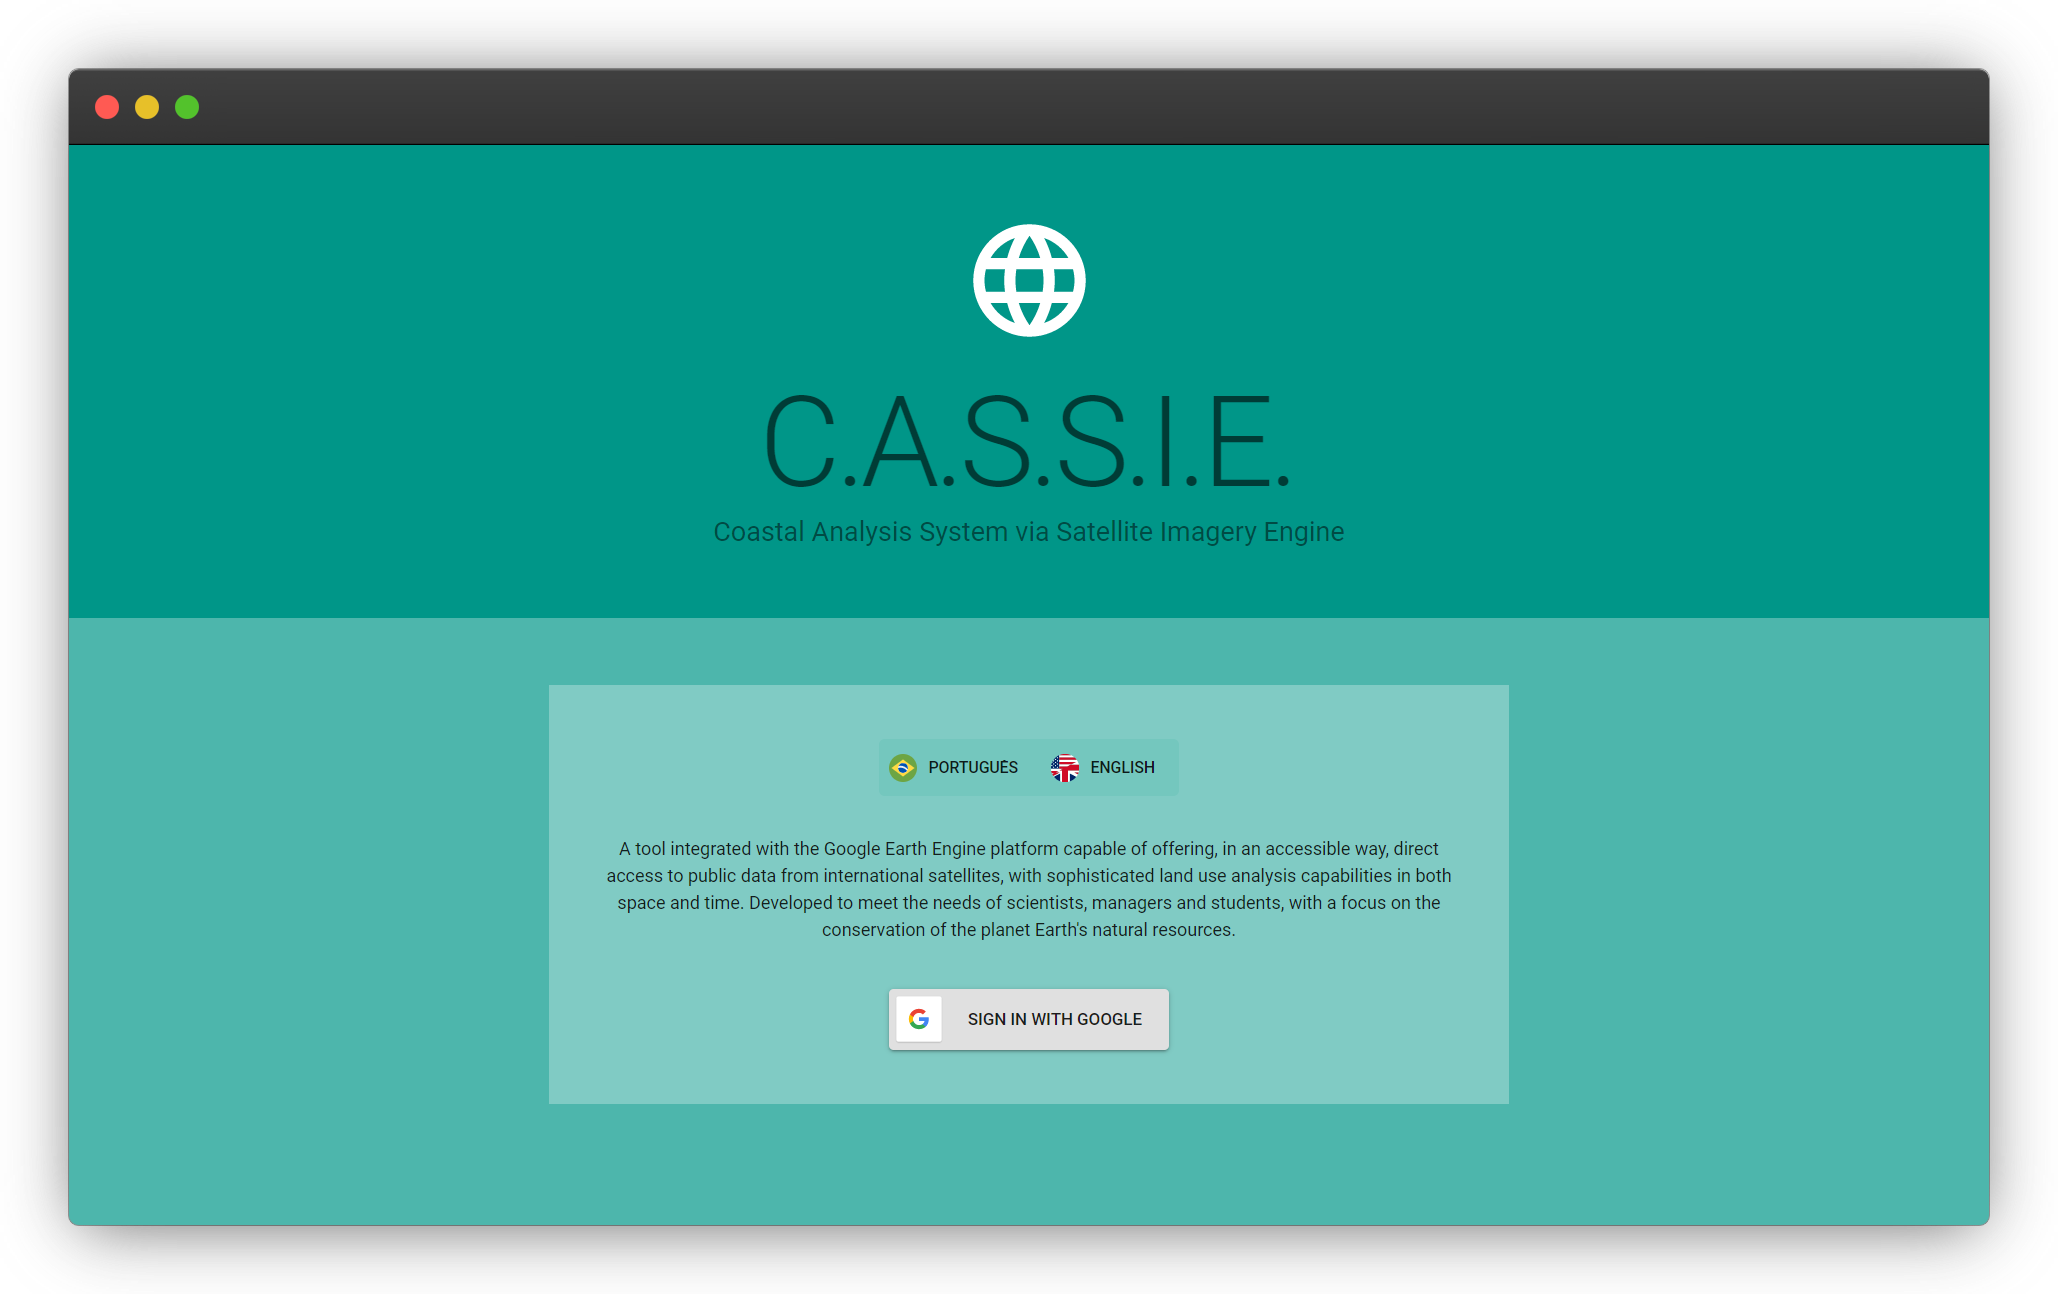 C.A.S.S.I.E.
Coastal Analysis System via Satellite Imagery Engine
PORTUGUÊS ENGLISH
A tool integrated with the Google Earth Engine platform capable of offering, in an accessible way, direct
access to public data from international satellites, with sophisticated land use analysis capabilities in both
space and time. Developed to meet the needs of scientists, managers and students, with a focus on the
conservation of the planet Earth's natural resources.
SIGN IN WITH GOOGLE